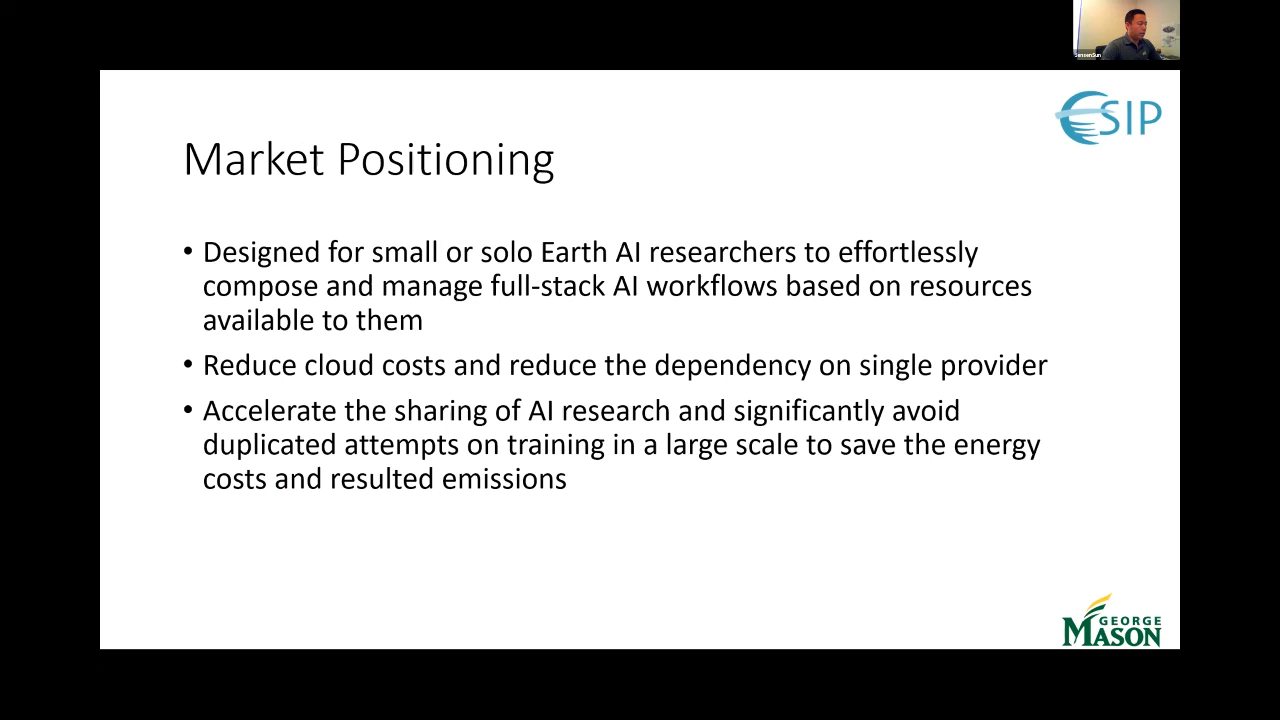 JensenSun
ESIP
Market Positioning
• Designed for small or solo Earth AI researchers to effortlessly
compose and manage full-stack AI workflows based on resources
available to them
• Reduce cloud costs and reduce the dependency on single provider
• Accelerate the sharing of AI research and significantly avoid
duplicated attempts on training in a large scale to save the energy
costs and resulted emissions
GEORGE
MASON